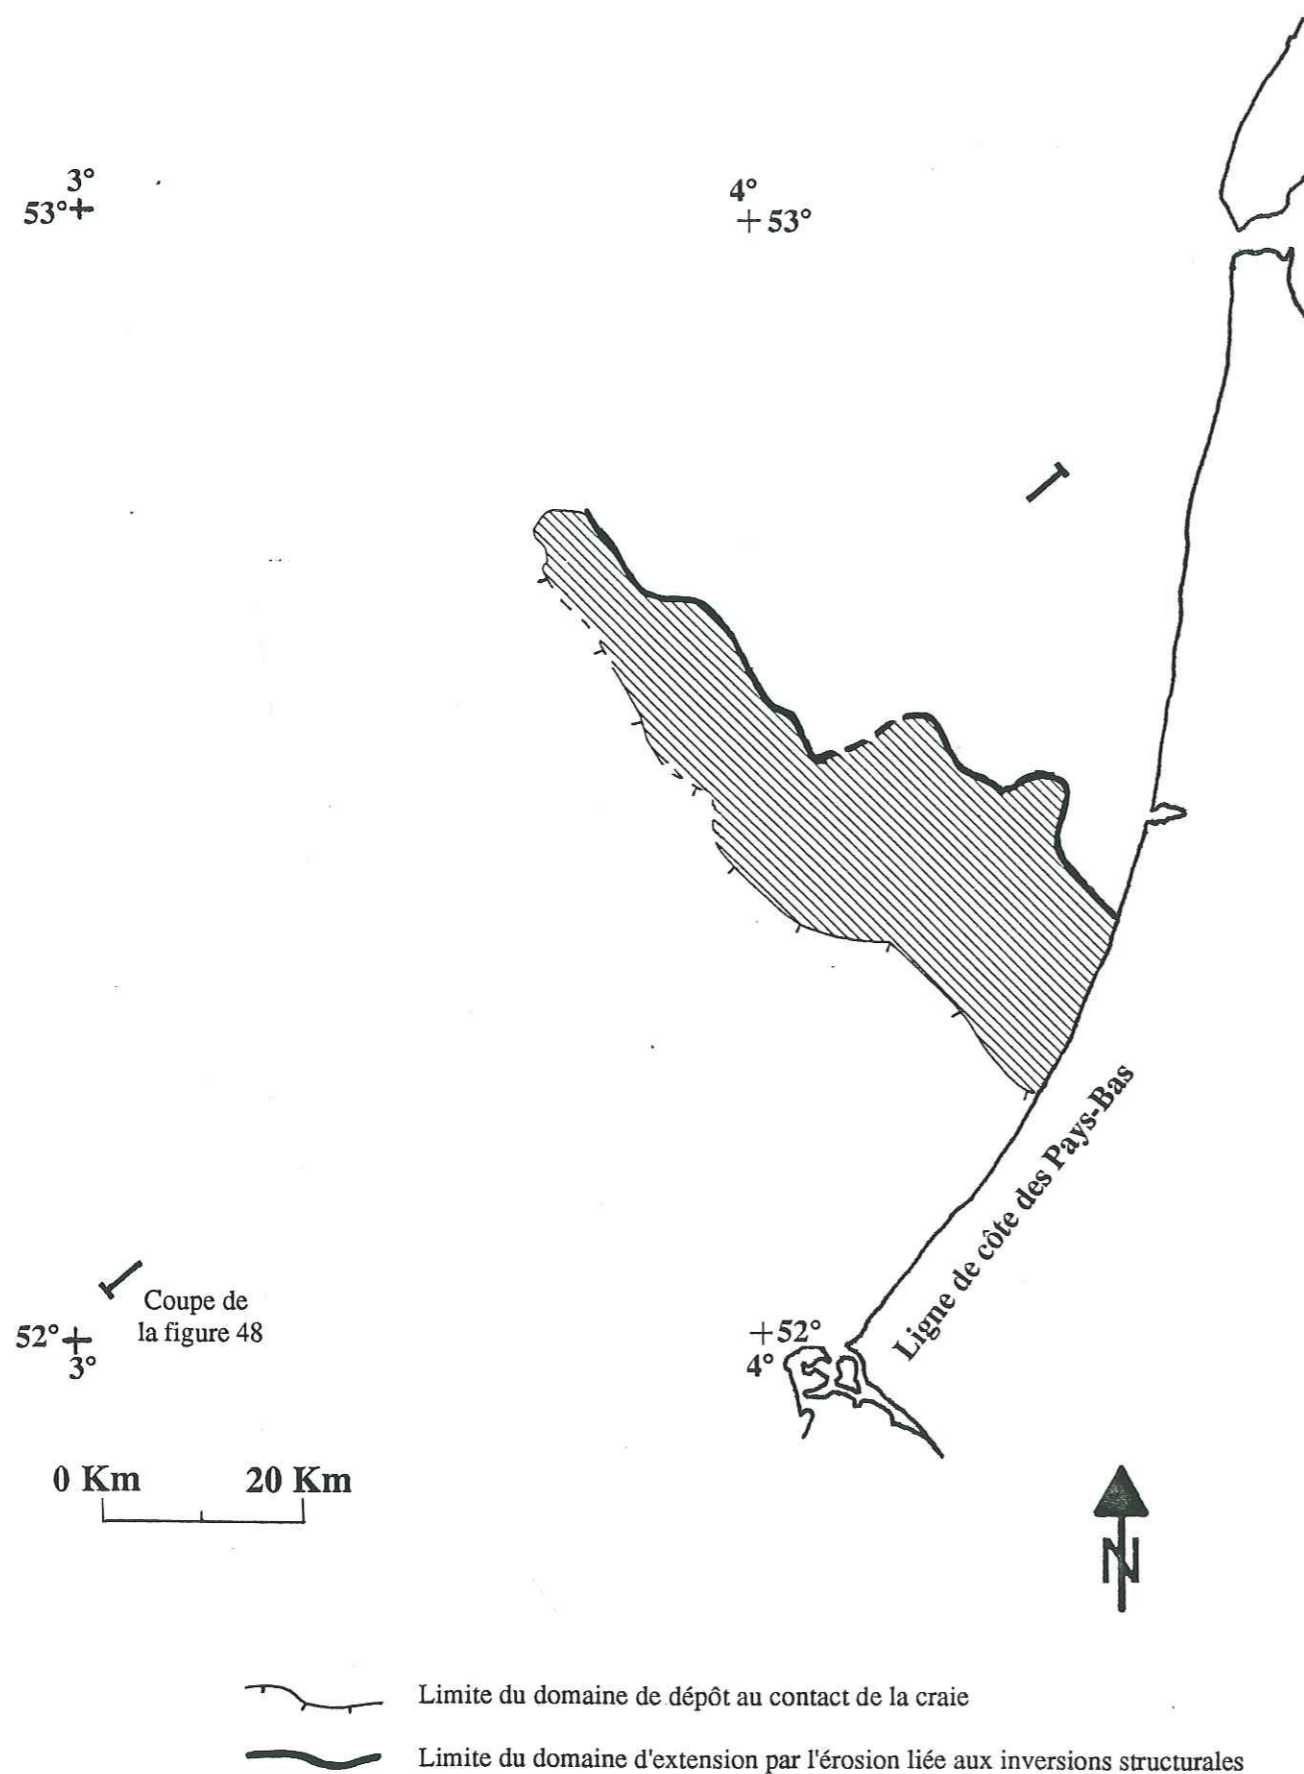 3°
53°
4°
53°
Ligne de côte des Pays-Bas
Coupe de
la figure 48
52°
3°
52°
4°
0 Km 20 Km
N
Limite du domaine de dépôt au contact de la craie
Limite du domaine d'extension par l'érosion liée aux inversions structurales